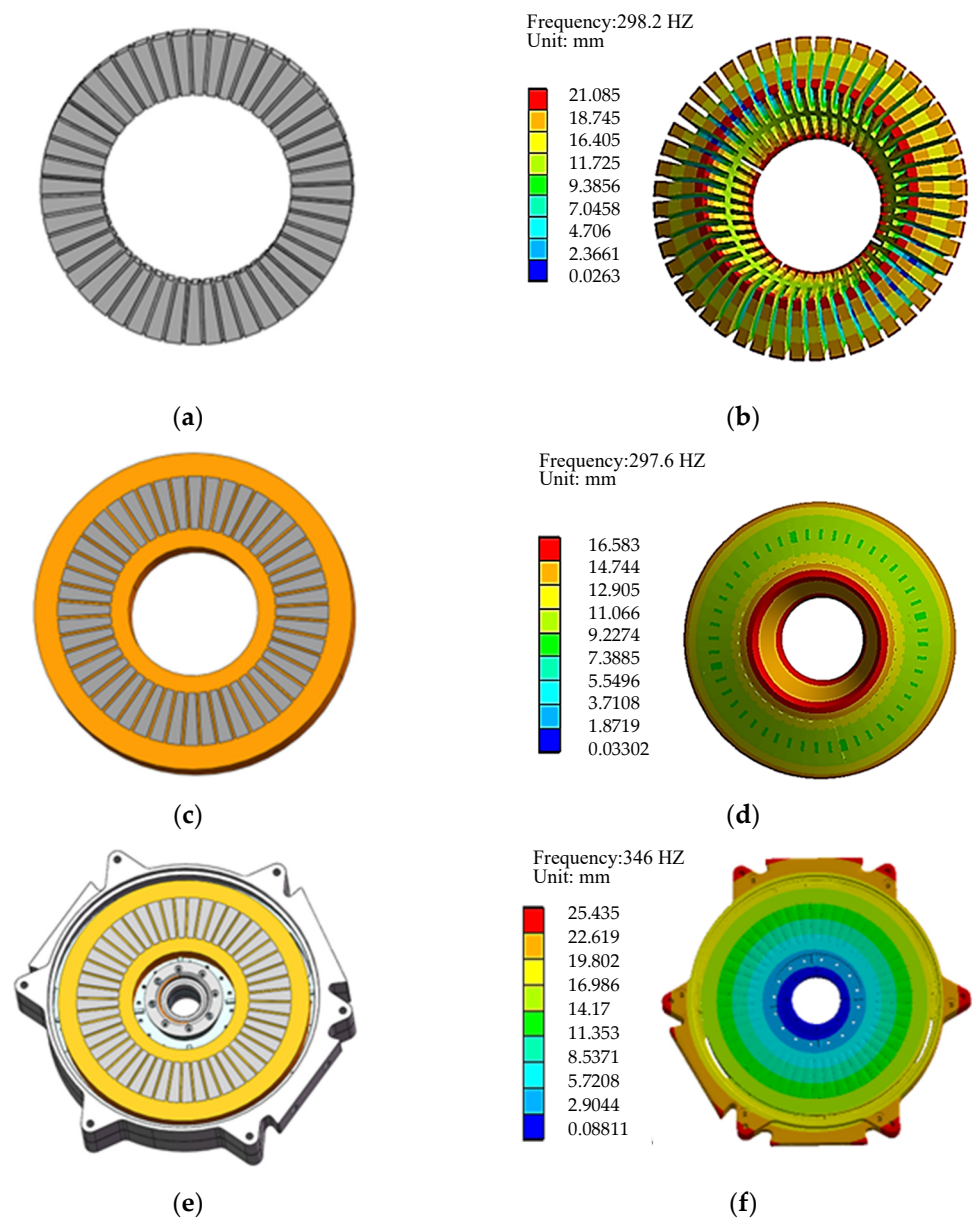 Frequency:298.2 HZ
Unit: mm
21.085
18.745
16.405
11.725
9.3856
7.0458
4.706
2.3661
0.0263
(a)
(b)
Frequency:297.6 HZ
Unit: mm
16.583
14.744
12.905
11.066
9.2274
7.3885
5.5496
3.7108
1.8719
0.03302
(c)
(d)
Frequency:346 HZ
Unit: mm
25.435
22.619
19.802
16.986
14.17
11.353
8.5371
5.7208
2.9044
0.08811
(e)
(f)